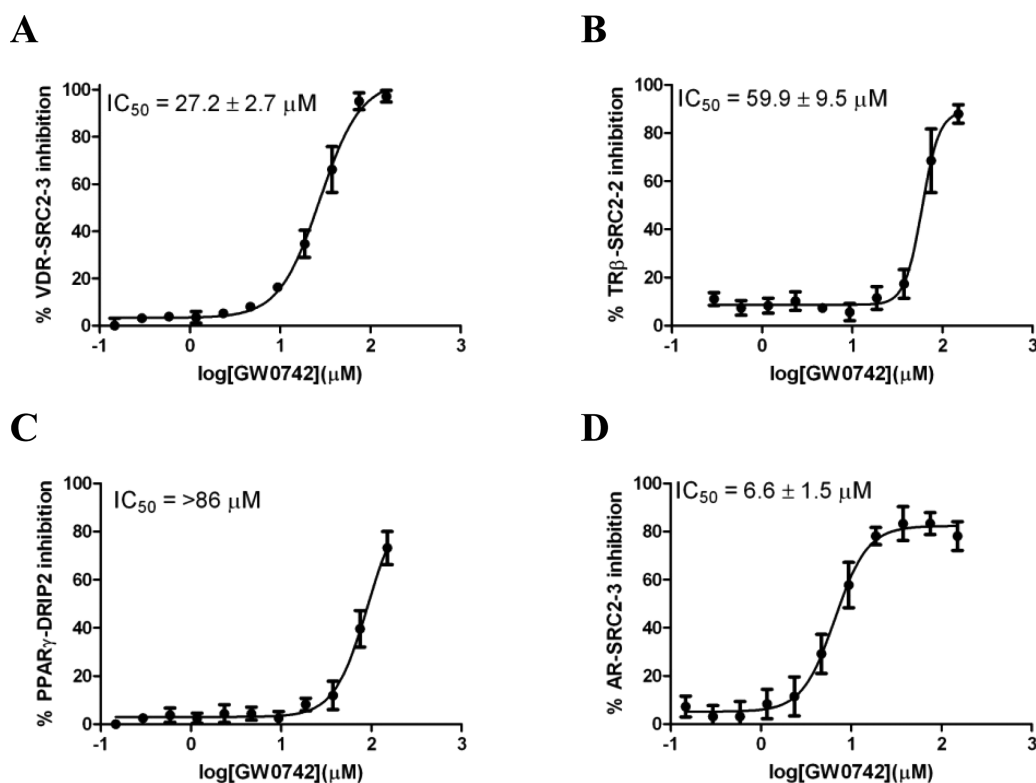 A
B
IC50 = 27.2 ± 2.7 μM
% VDR-SRC2-3 inhibition
100
80
60
40
20
0
-1 0 1 2 3
log[GW0742](μM)
IC50 = 59.9 ± 9.5 μM
% TRβ-SRC2-2 inhibition
100
80
60
40
20
0
-1 0 1 2 3
log[GW0742](μM)
C
D
IC50 = >86 μM
% PPARγ-DRIP2 inhibition
100
80
60
40
20
0
-1 0 1 2 3
log[GW0742](μM)
IC50 = 6.6 ± 1.5 μM
% AR-SRC2-3 inhibition
100
80
60
40
20
0
-1 0 1 2 3
log[GW0742](μM)